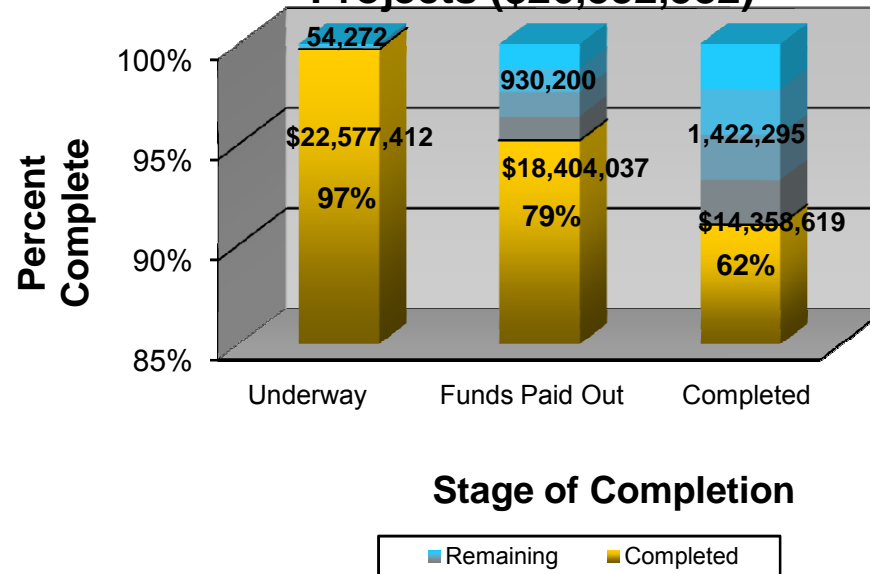 100%
95%
90%
85%
Percent
Complete
54,272
$22,577,412
97%
930,200
$18,404,037
79%
1,422,295
$14,358,619
62%
Underway
Funds Paid Out
Completed
Stage of Completion
Remaining
Completed